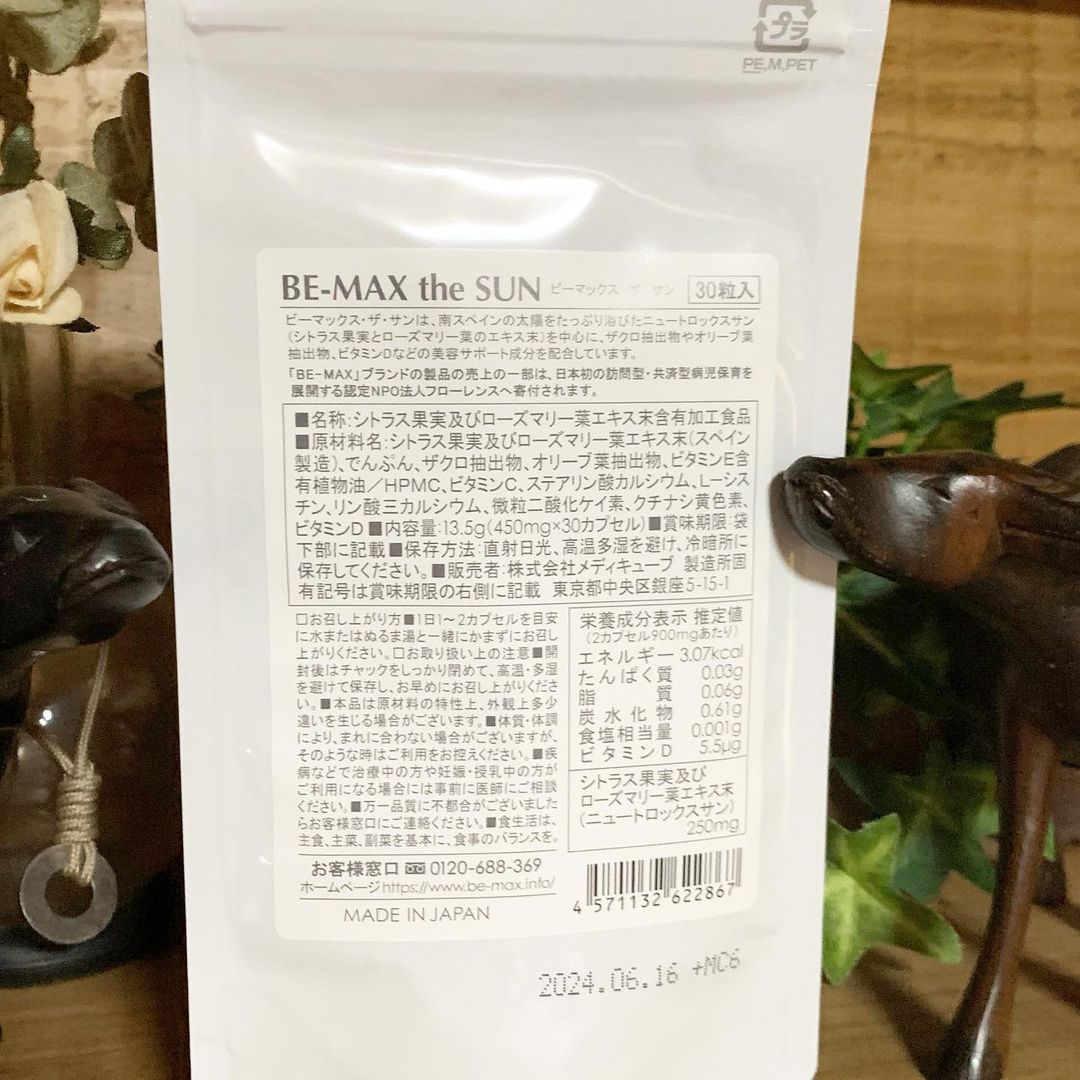 プラ
PE,M,PET
BE-MAX the SUN ビーマックス ザ サン 30粒入
ビーマックス・ザ・サンは、南スペインの太陽をたっぷり浴びたニュートロックスサン
(シトラス果実とローズマリー葉のエキス末)を中心に、ザクロ抽出物やオリーブ葉
抽出物、ビタミンDなどの美容サポート成分を配合しています。
「BE-MAX」ブランドの製品の売上の一部は、日本初の訪問型・共済型病児保育を
展開する認定NPO法人フローレンスへ寄付されます。
■名称:シトラス果実及びローズマリー葉エキス末含有加工食品
■原材料名:シトラス果実及びローズマリー葉エキス末(スペイン
製造)、でんぷん、ザクロ抽出物、オリーブ葉抽出物、ビタミンE含
有植物油/HPMC、ビタミンC、ステアリン酸カルシウム、L-シス
チン、リン酸三カルシウム、微粒二酸化ケイ素、クチナシ黄色素、
ビタミンD ■内容量:13.5g(450mg×30カプセル)■賞味期限:袋
下部に記載■保存方法:直射日光、高温多湿を避け、冷暗所に
保存してください。■販売者:株式会社メディキューブ 製造所固
有記号は賞味期限の右側に記載 東京都中央区銀座5-15-1
□お召し上がり方■1日1~2カプセルを目安
に水またはぬるま湯と一緒にかまずにお召し
上がりください。□お取り扱い上の注意■開
封後はチャックをしっかり閉めて、高温・多湿
を避けて保存し、お早めにお召し上がりくださ
い。■本品は原材料の特性上、外観上多少
違いを生じる場合がございます。■体質・体調
により、まれに合わない場合がございますが、
そのような時はご利用をお控えください。■疾
病などで治療中の方や妊娠・授乳中の方が
ご利用になる場合には事前に医師にご相談
ください。■万一品質に不都合がございました
らお客様窓口にご連絡ください。■食生活は、
主食、主菜、副菜を基本に、食事のバランスを。
栄養成分表示 推定値
(2カプセル900mgあたり)
エネルギー 3.07kcal
たんぱく質 0.03g
脂質 0.06g
炭水化物 0.61g
食塩相当量 0.001g
ビタミンD 5.5μg
シトラス果実及び
ローズマリー葉エキス末
(ニュートロックスサン)
250mg
お客様窓口 0120-688-369
ホームページhttps://www.be-max.info/
MADE IN JAPAN
4 571132 622867
2024.06.16 +MC6